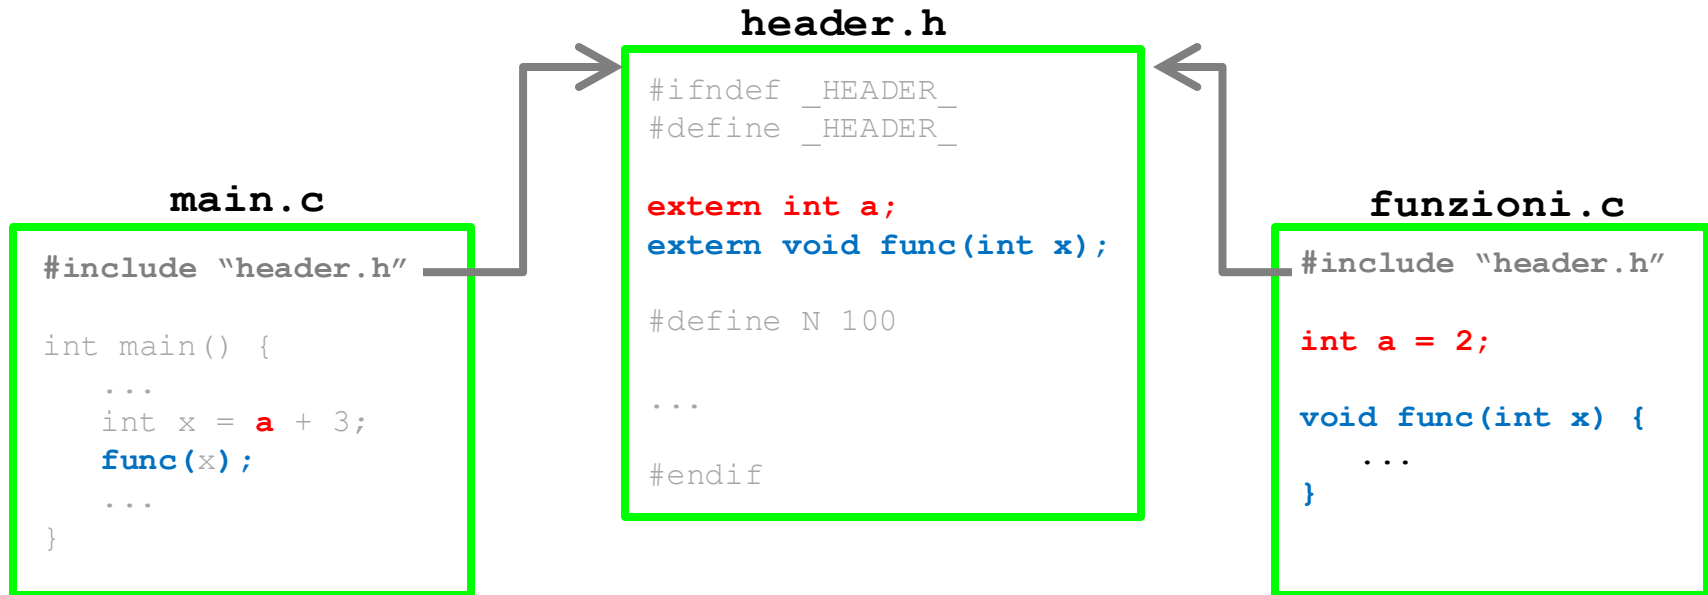 header.h
#ifndef _HEADER_
#define _HEADER_
extern int a;
extern void func(int x);
#define N 100
...
#endif
main.c
#include “header.h”
int main() {
...
int x = a + 3;
func(x);
...
}
funzioni.c
#include “header.h”
int a = 2;
void func(int x) {
...
}